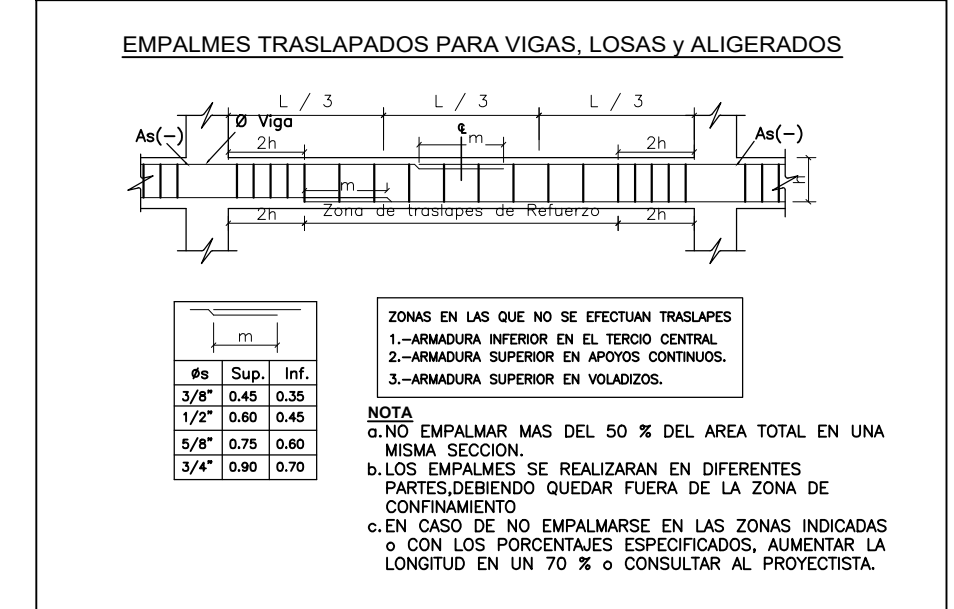 EMPALMES TRASLAPADOS PARA VIGAS, LOSAS y ALIGERADOS
L / 3 L / 3 L / 3
Ø Viga
As(-) As(-)
2h m 2h
h
m
Zona de traslapes de Refuerzo
2h 2h
m
øs Sup. Inf.
3/8" 0.45 0.35
1/2" 0.60 0.45
5/8" 0.75 0.60
3/4" 0.90 0.70
ZONAS EN LAS QUE NO SE EFECTUAN TRASLAPES
1.-ARMADURA INFERIOR EN EL TERCIO CENTRAL
2.-ARMADURA SUPERIOR EN APOYOS CONTINUOS.
3.-ARMADURA SUPERIOR EN VOLADIZOS.
NOTA
a. NO EMPALMAR MAS DEL 50 % DEL AREA TOTAL EN UNA
MISMA SECCION.
b. LOS EMPALMES SE REALIZARAN EN DIFERENTES
PARTES,DEBIENDO QUEDAR FUERA DE LA ZONA DE
CONFINAMIENTO
c. EN CASO DE NO EMPALMARSE EN LAS ZONAS INDICADAS
o CON LOS PORCENTAJES ESPECIFICADOS, AUMENTAR LA
LONGITUD EN UN 70 % o CONSULTAR AL PROYECTISTA.